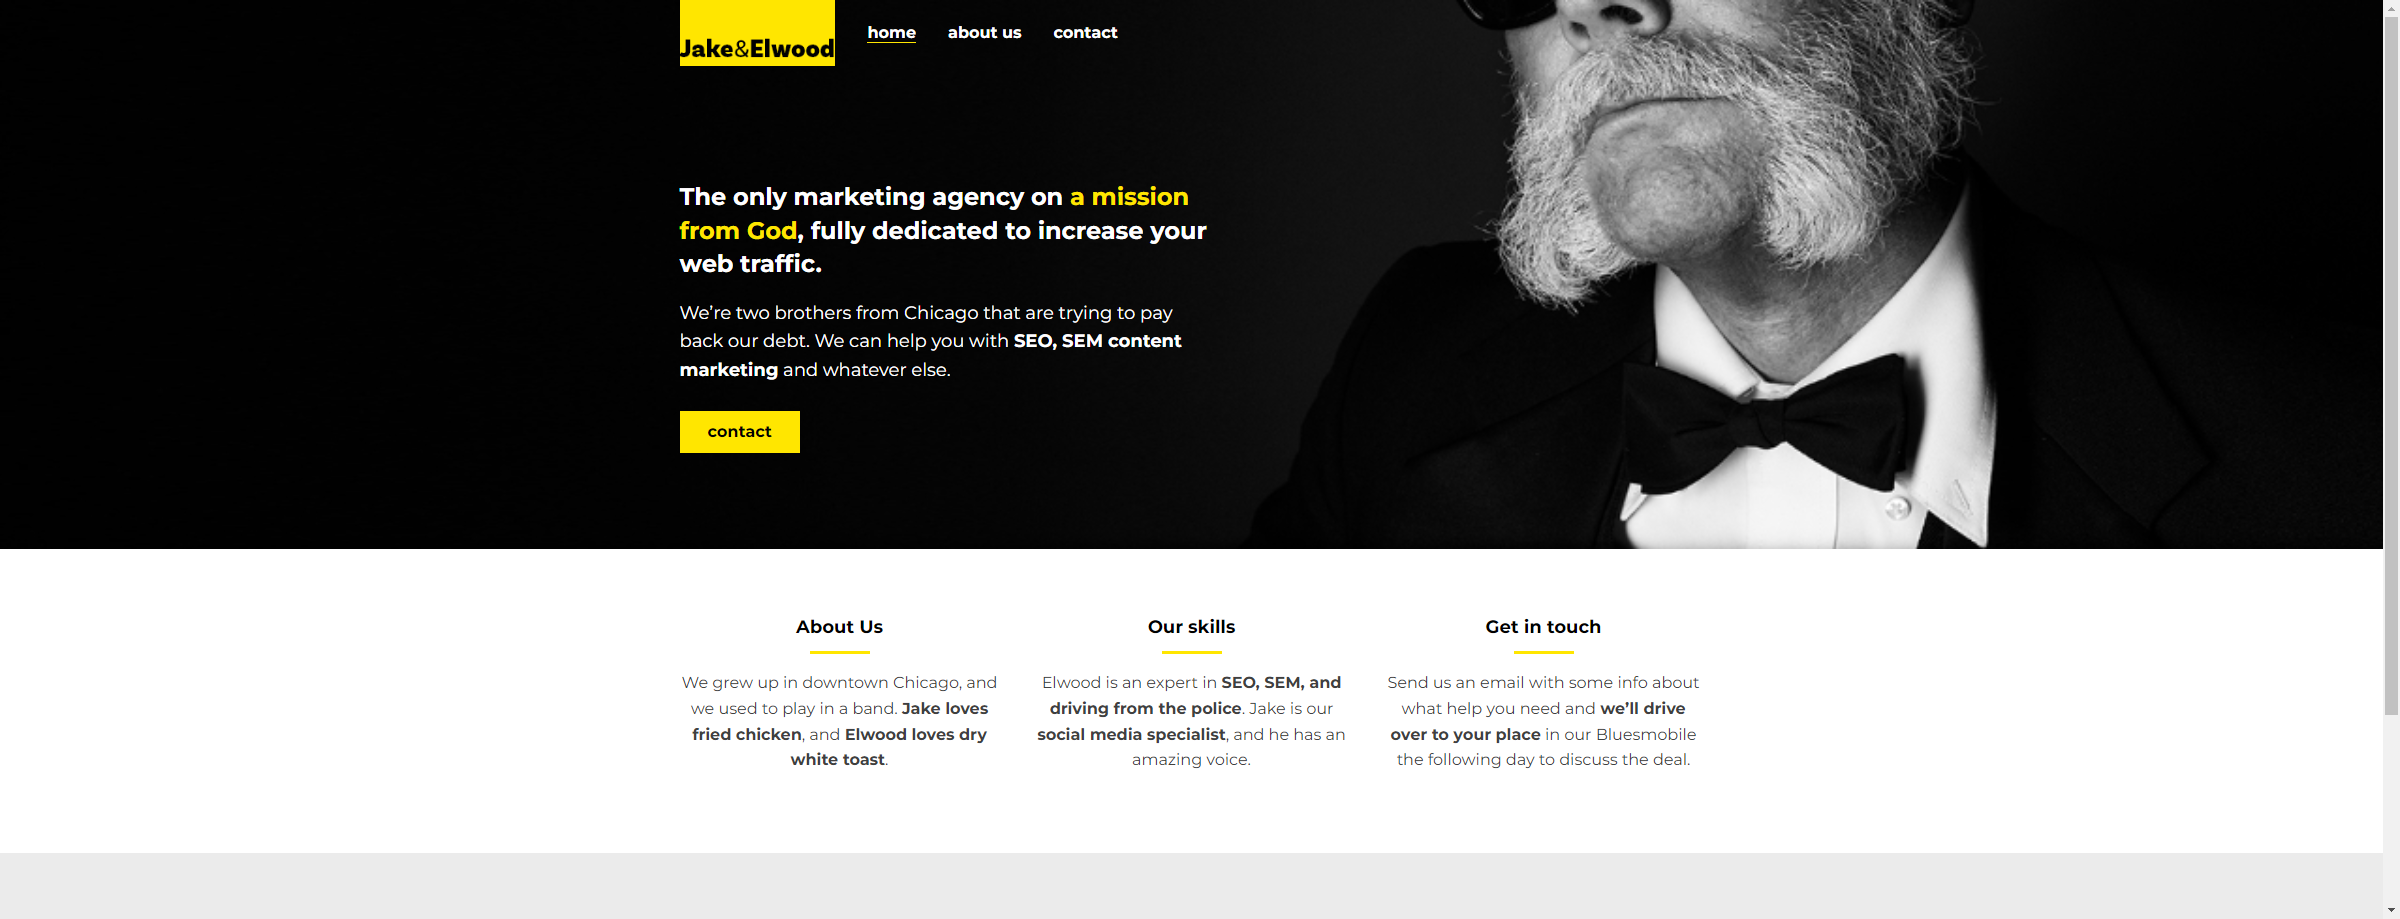 Jake&Elwood
home about us contact
The only marketing agency on a mission
from God, fully dedicated to increase your
web traffic.
We’re two brothers from Chicago that are trying to pay
back our debt. We can help you with SEO, SEM content
marketing and whatever else.
contact
About Us
We grew up in downtown Chicago, and
we used to play in a band. Jake loves
fried chicken, and Elwood loves dry
white toast.
Our skills
Elwood is an expert in SEO, SEM, and
driving from the police. Jake is our
social media specialist, and he has an
amazing voice.
Get in touch
Send us an email with some info about
what help you need and we’ll drive
over to your place in our Bluesmobile
the following day to discuss the deal.